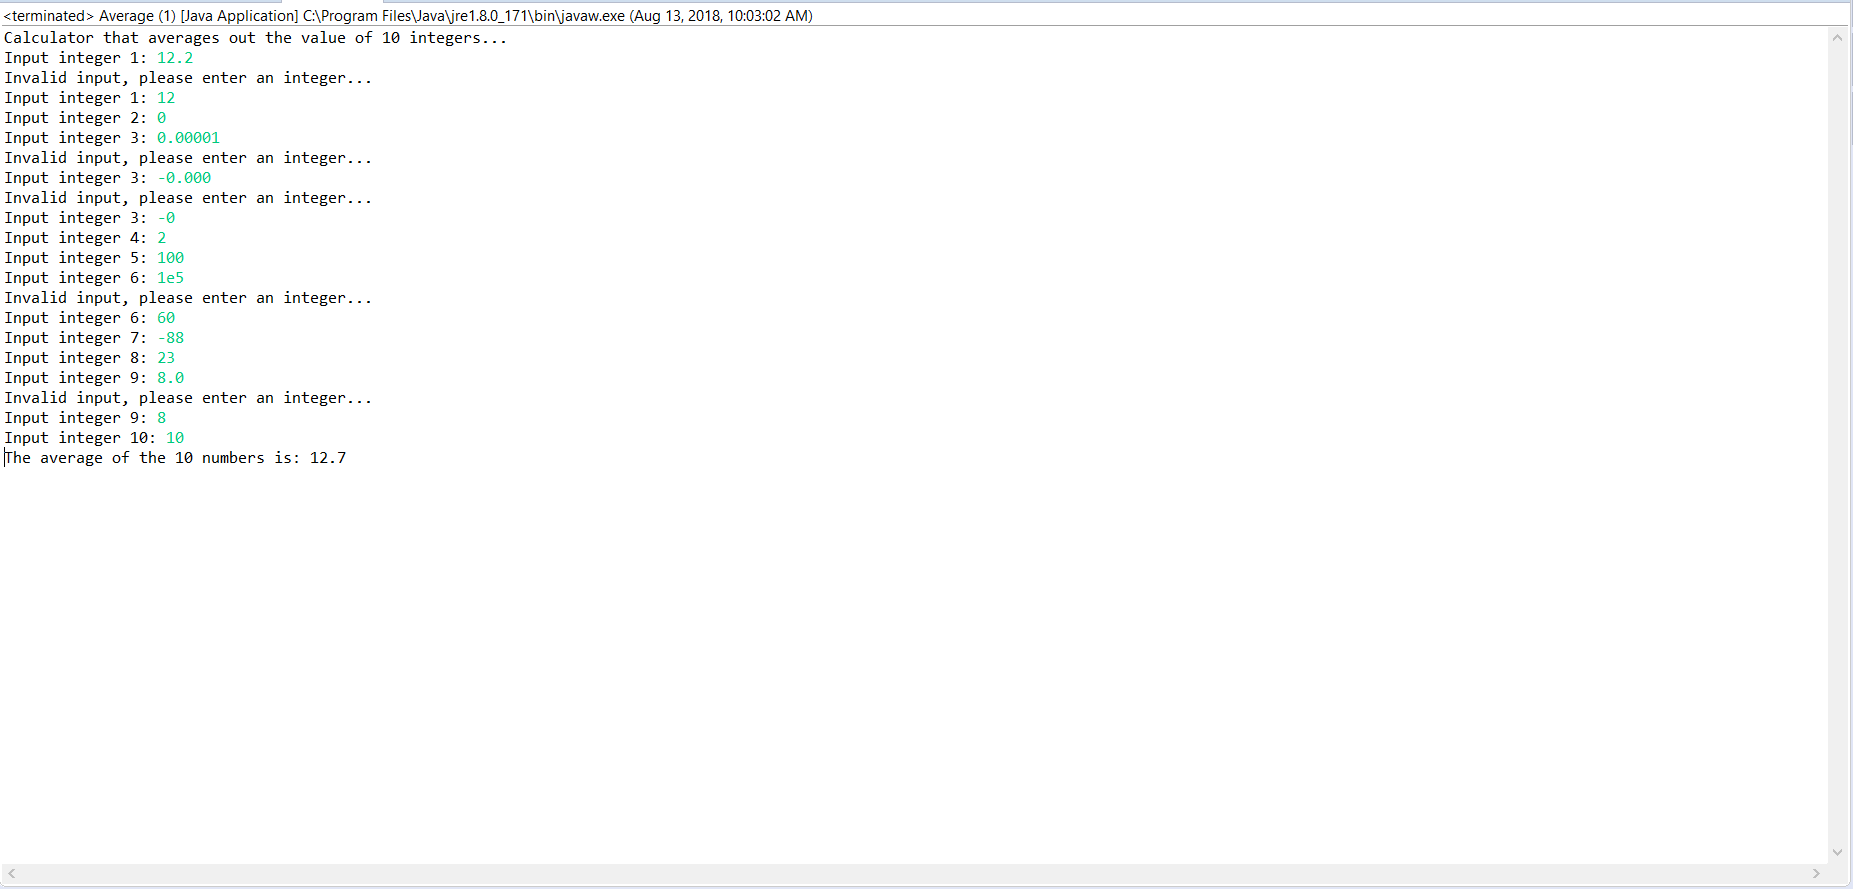 <terminated> Average (1) [Java Application] C:\Program Files\Java\jre1.8.0_171\bin\javaw.exe (Aug 13, 2018, 10:03:02 AM)
Calculator that averages out the value of 10 integers...
Input integer 1: 12.2
Invalid input, please enter an integer...
Input integer 1: 12
Input integer 2: 0
Input integer 3: 0.00001
Invalid input, please enter an integer...
Input integer 3: -0.000
Invalid input, please enter an integer...
Input integer 3: -0
Input integer 4: 2
Input integer 5: 100
Input integer 6: 1e5
Invalid input, please enter an integer...
Input integer 6: 60
Input integer 7: -88
Input integer 8: 23
Input integer 9: 8.0
Invalid input, please enter an integer...
Input integer 9: 8
Input integer 10: 10
The average of the 10 numbers is: 12.7